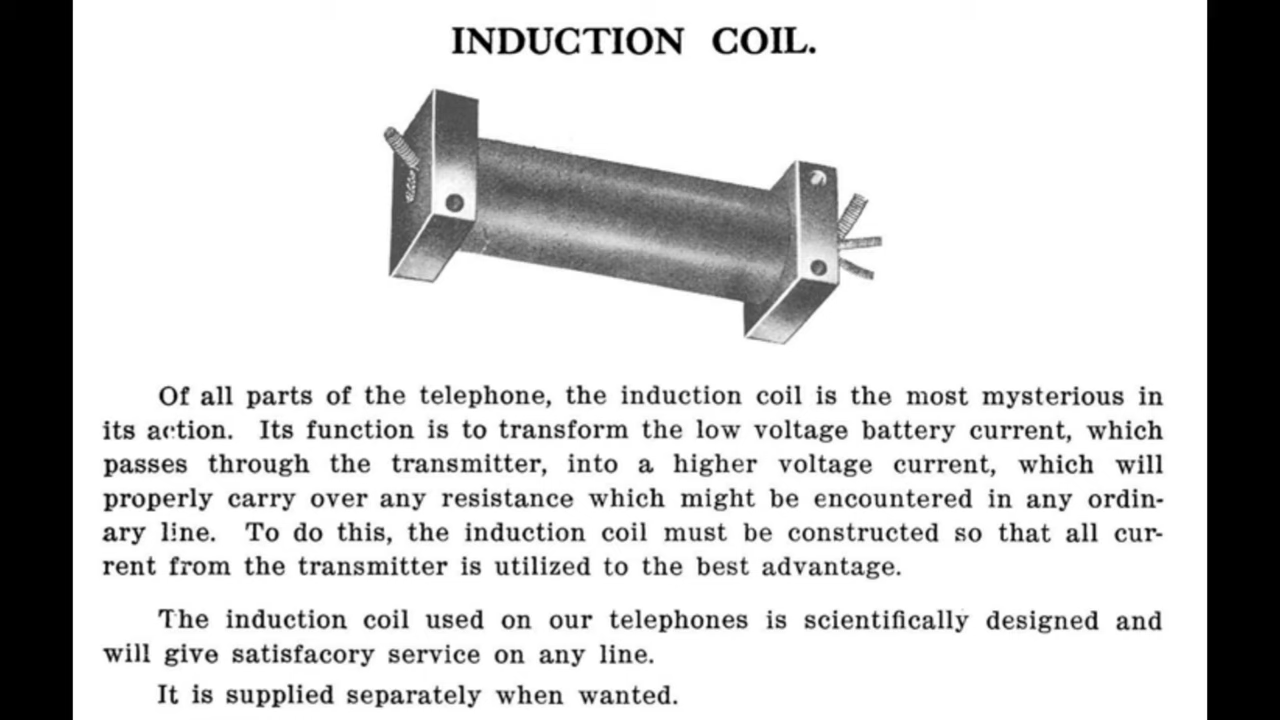 INDUCTION COIL.
Of all parts of the telephone, the induction coil is the most mysterious in
its action. Its function is to transform the low voltage battery current, which
passes through the transmitter, into a higher voltage current, which will
properly carry over any resistance which might be encountered in any ordin-
ary line. To do this, the induction coil must be constructed so that all cur-
rent from the transmitter is utilized to the best advantage.
The induction coil used on our telephones is scientifically designed and
will give satisfacory service on any line.
It is supplied separately when wanted.